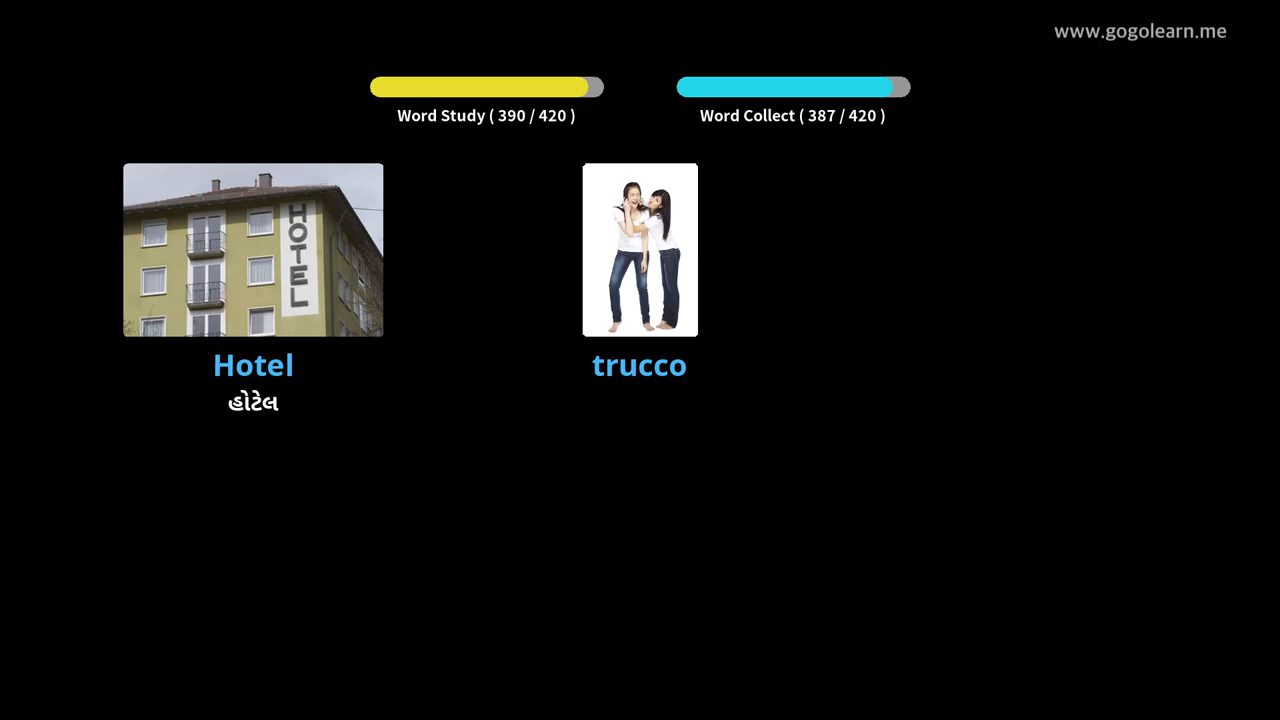 www.gogolearn.me
Word Study ( 390 / 420 )
Word Collect ( 387 / 420 )
HOTEL
Hotel
trucco
હોટેલ